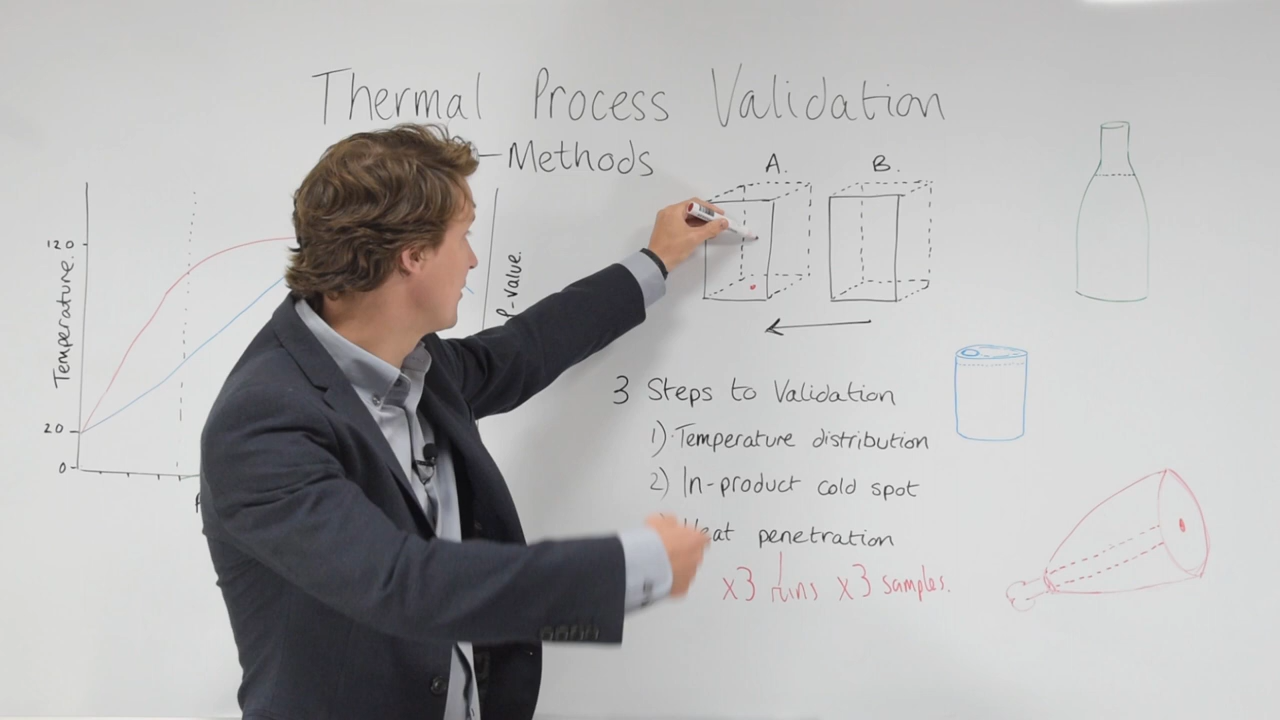 Thermal Process Validation
- Methods
A. B.
120
Temperature.
20
0
P-value.
3 Steps to Validation
1) Temperature distribution
2) In-product cold spot
penetration
x3 runs x3 samples.